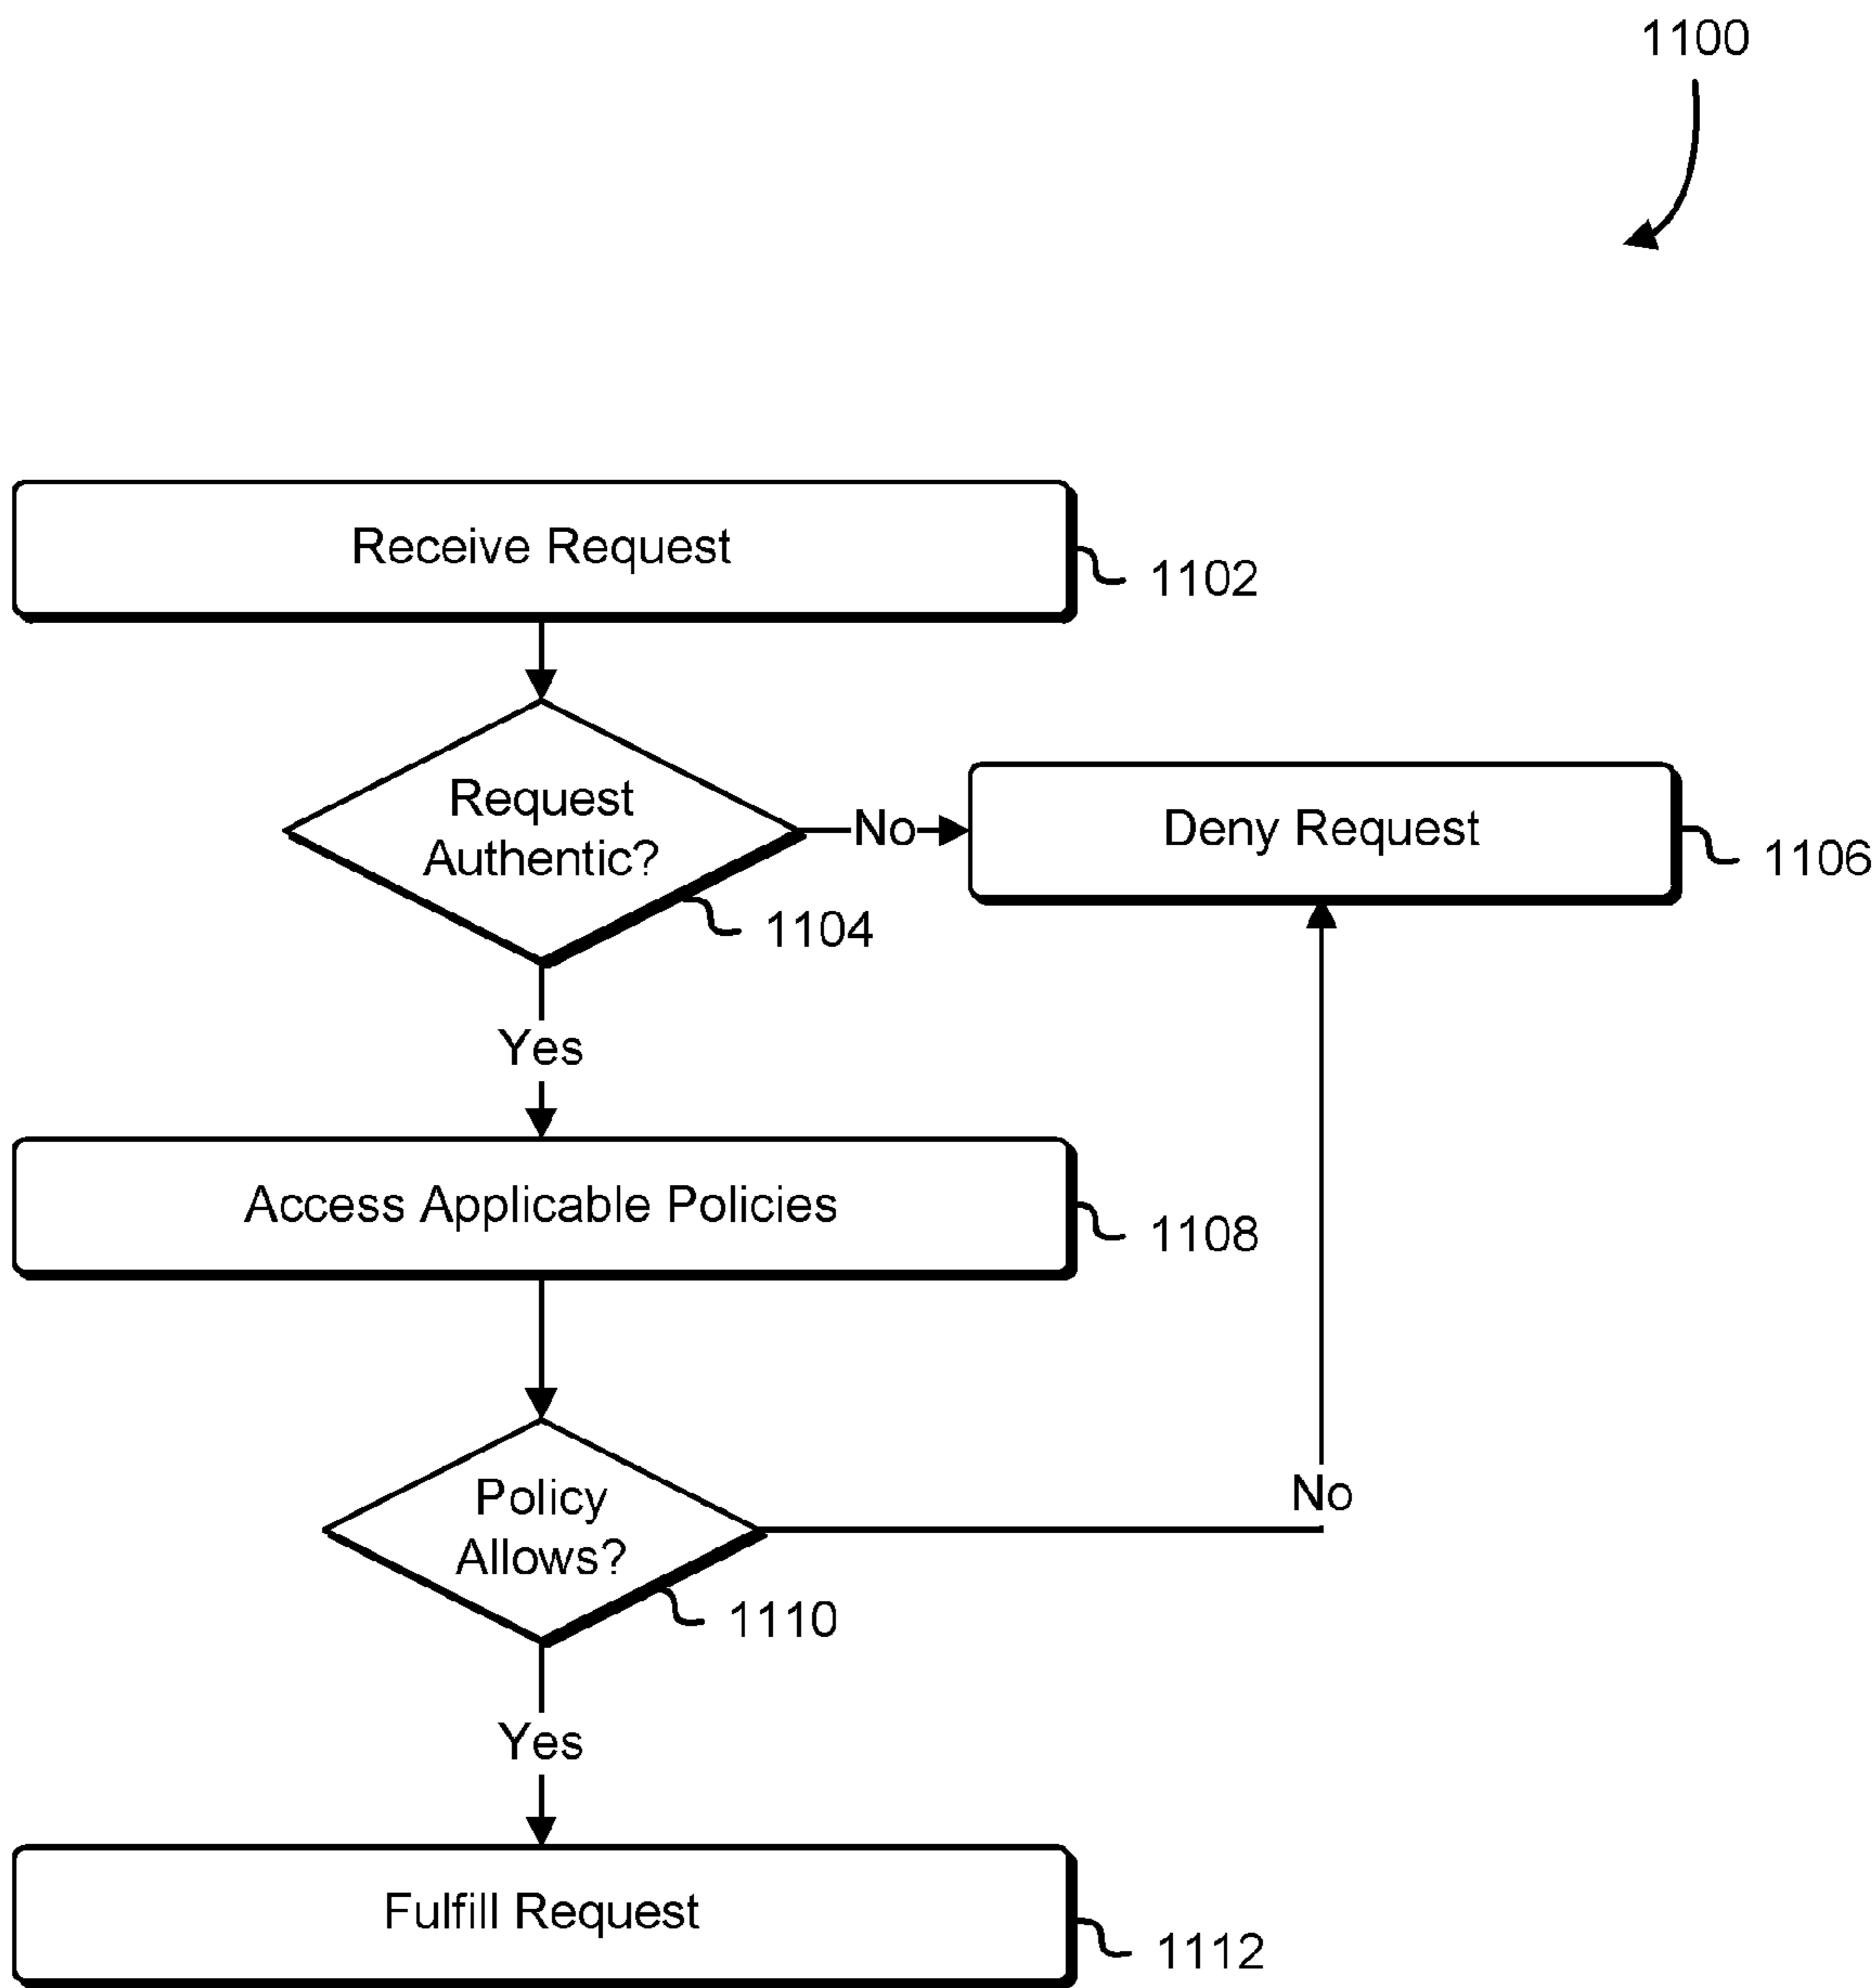 1100
Receive Request
1102
Request
Authentic?
No
Deny Request
1106
1104
Yes
Access Applicable Policies
1108
Policy
Allows?
No
1110
Yes
Fulfill Request
1112